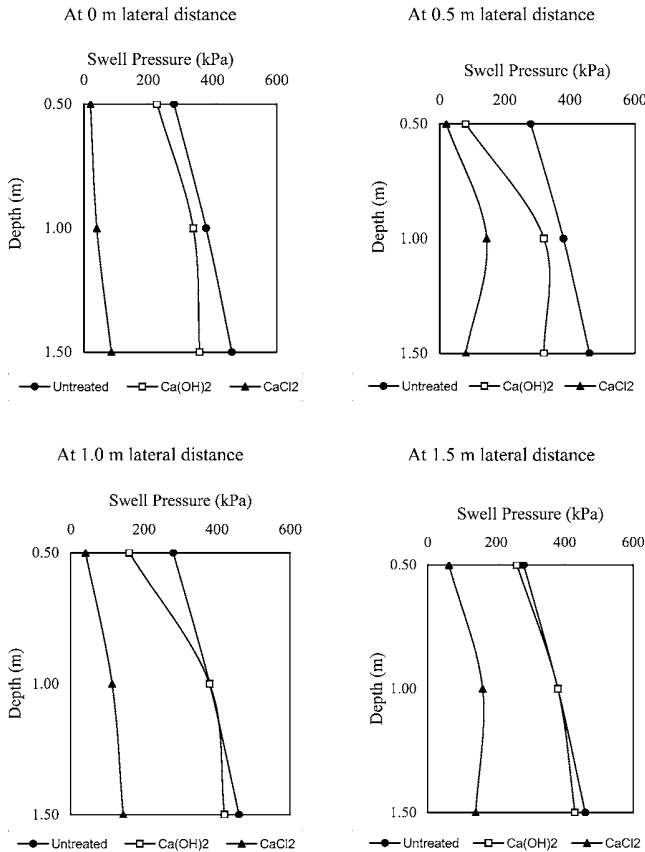 At 0 m lateral distance
Swell Pressure (kPa)
0 200 400 600
0.50
1.00
1.50
Depth (m)
Untreated Ca(OH)2 CaCl2
At 0.5 m lateral distance
Swell Pressure (kPa)
0 200 400 600
0.50
1.00
1.50
Depth (m)
Untreated Ca(OH)2 CaCl2
At 1.0 m lateral distance
Swell Pressure (kPa)
0 200 400 600
0.50
1.00
1.50
Depth (m)
Untreated Ca(OH)2 CaCl2
At 1.5 m lateral distance
Swell Pressure (kPa)
0 200 400 600
0.50
1.00
1.50
Depth (m)
Untreated Ca(OH)2 CaCl2